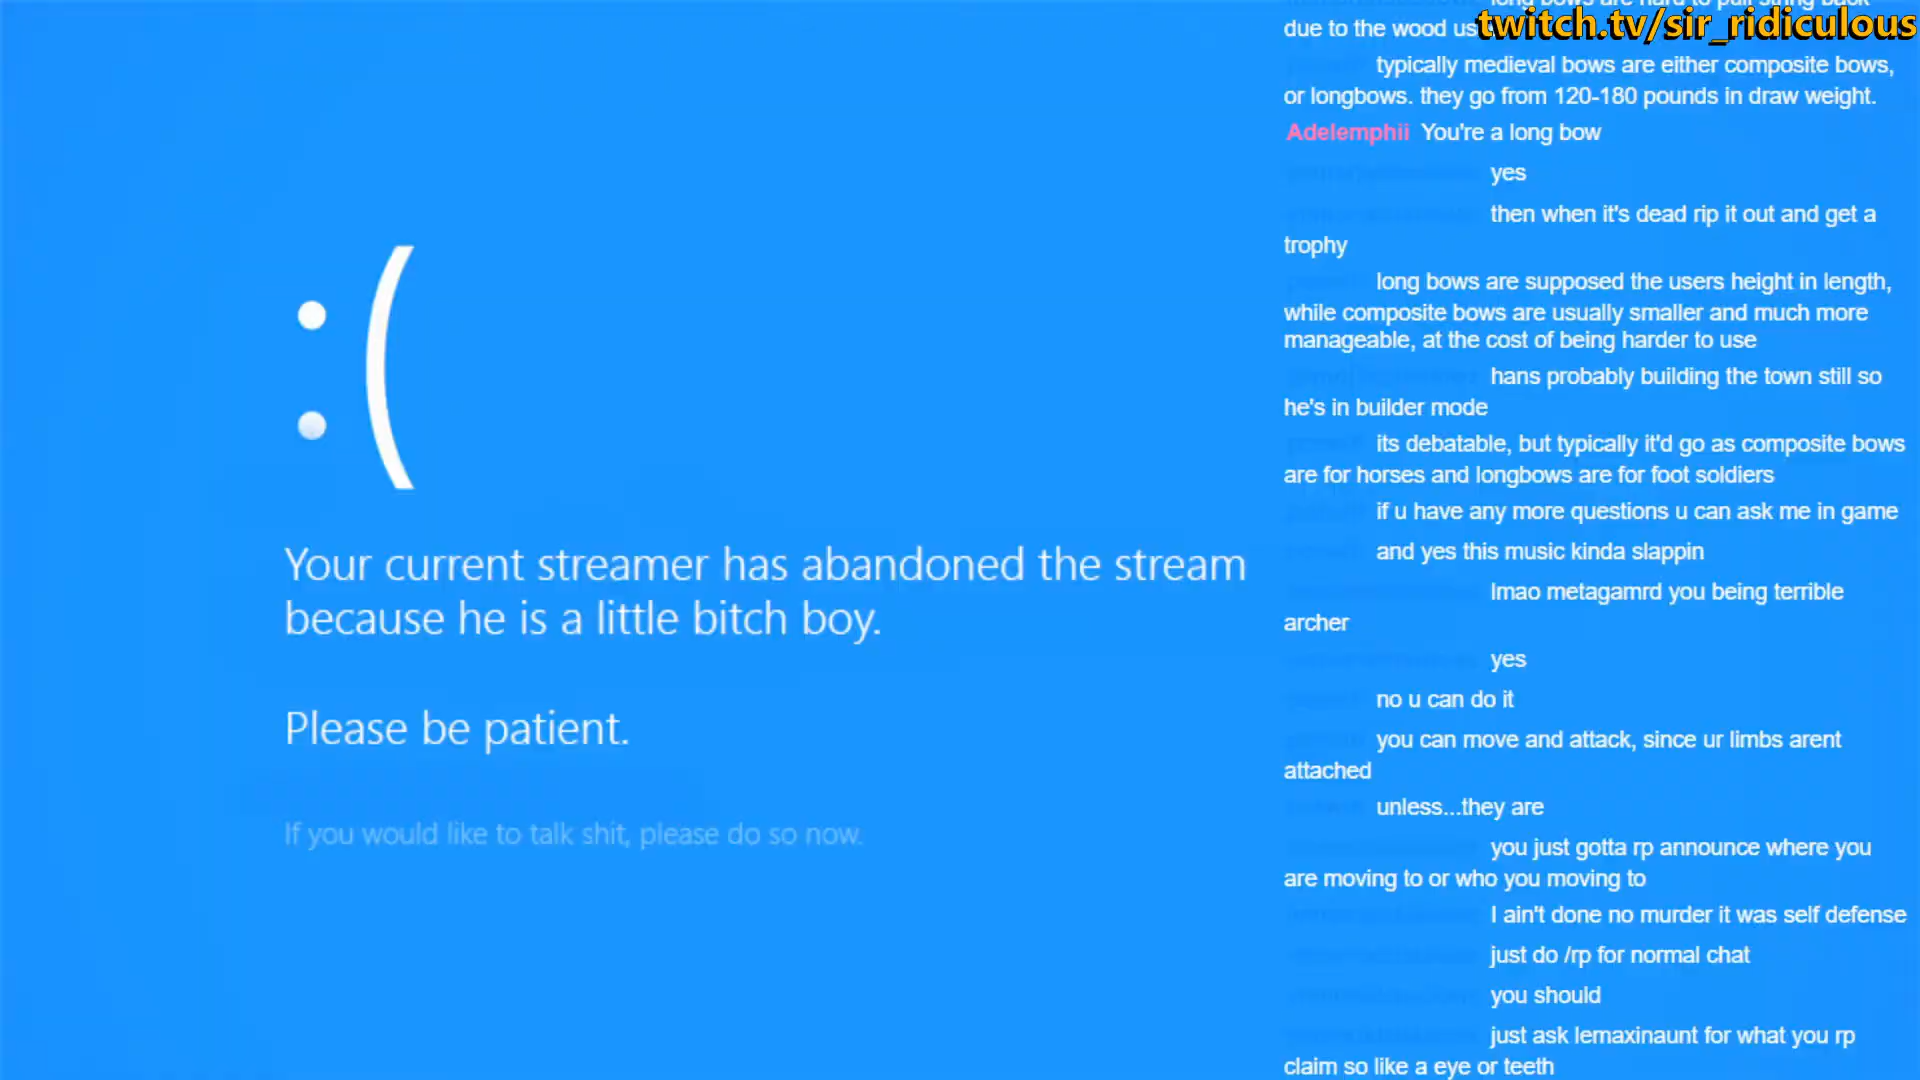 twitch.tv/sir_ridiculous
:(
Your current streamer has abandoned the stream
because he is a little bitch boy.
Please be patient.
If you would like to talk shit, please do so now.
due to the wood
typically medieval bows are either composite bows,
or longbows. they go from 120-180 pounds in draw weight.
Adelemphii You're a long bow
yes
then when it's dead rip it out and get a
trophy
long bows are supposed the users height in length,
while composite bows are usually smaller and much more
manageable, at the cost of being harder to use
hans probably building the town still so
he's in builder mode
its debatable, but typically it'd go as composite bows
are for horses and longbows are for foot soldiers
if u have any more questions u can ask me in game
and yes this music kinda slappin
lmao metagamrd you being terrible
archer
yes
no u can do it
you can move and attack, since ur limbs arent
attached
unless...they are
you just gotta rp announce where you
are moving to or who you moving to
I ain't done no murder it was self defense
just do /rp for normal chat
you should
just ask lemaxinaunt for what you rp
claim so like a eye or teeth